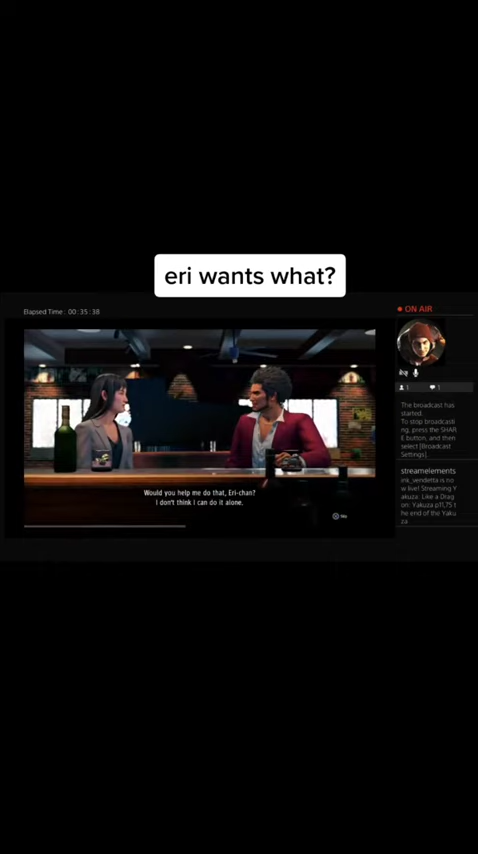 eri wants what?
Elapsed Time : 00:35:38
ON AIR
1 1
The broadcast has
started.
To stop broadcasti
ng, press the SHAR
E button, and then
select [Broadcast
Settings].
streamelements
ink_vendetta is no
w live! Streaming Y
akuza: Like a Drag
on: Yakuza p11,75 t
he end of the Yaku
za
Would you help me do that, Eri-chan?
I don't think I can do it alone.